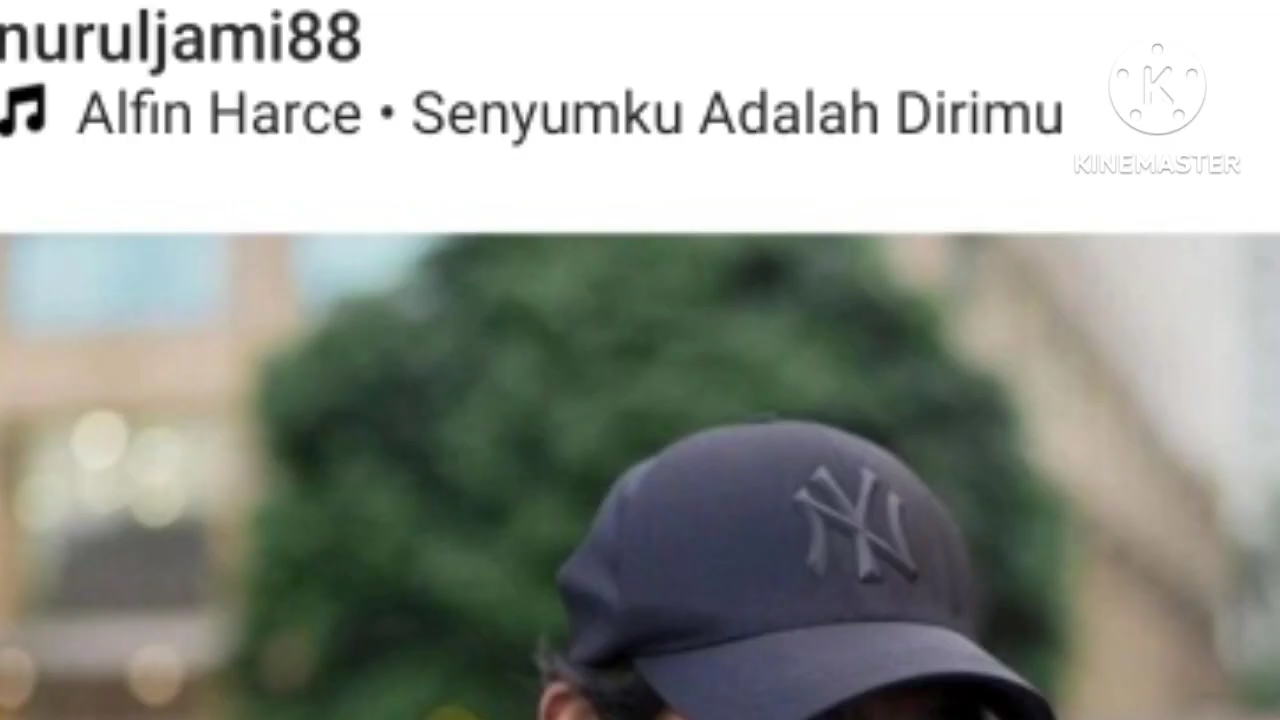 nuruljami88
Alfin Harce • Senyumku Adalah Dirimu
K
KINEMASTER
NY